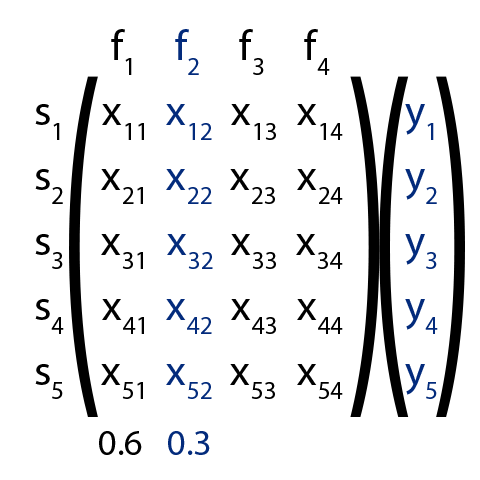 f₁ f₂ f₃ f₄
s₁ x₁₁ x₁₂ x₁₃ x₁₄ y₁
s₂ x₂₁ x₂₂ x₂₃ x₂₄ y₂
s₃ x₃₁ x₃₂ x₃₃ x₃₄ y₃
s₄ x₄₁ x₄₂ x₄₃ x₄₄ y₄
s₅ x₅₁ x₅₂ x₅₃ x₅₄ y₅
0.6 0.3